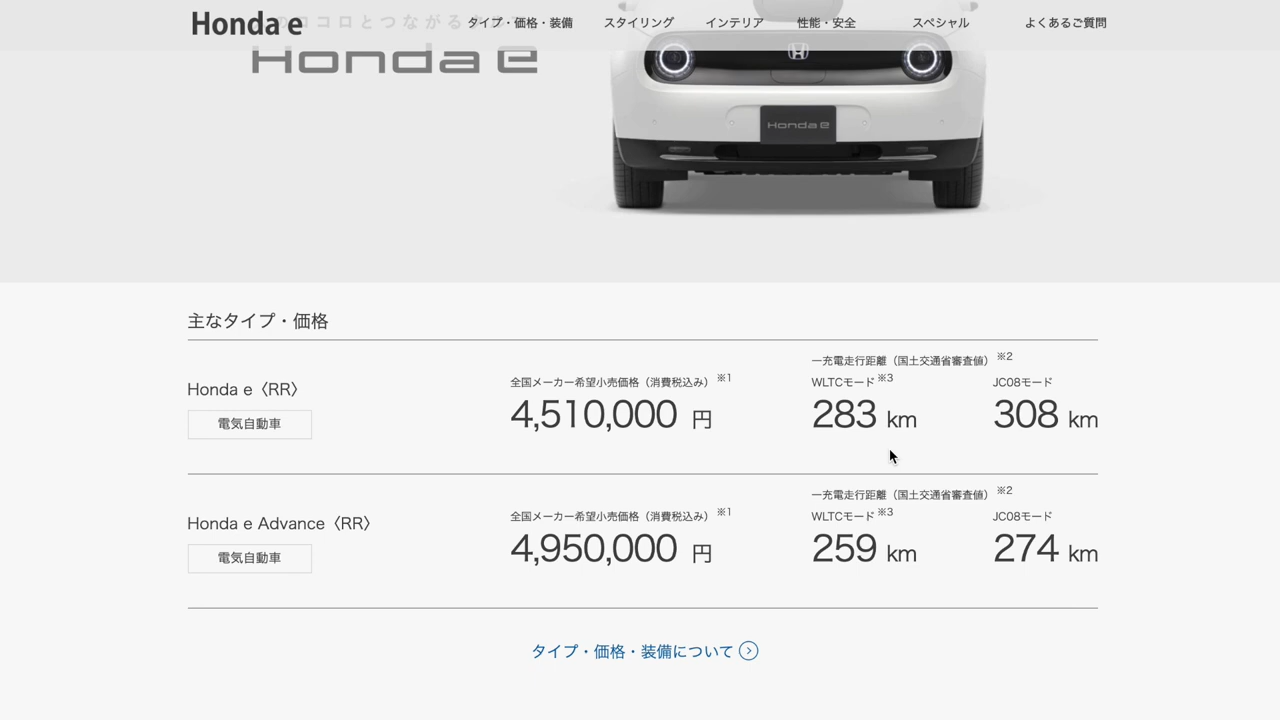 Honda e
タイプ・価格・装備
スタイリング
インテリア
性能・安全
スペシャル
よくあるご質問
Honda e
Honda e
主なタイプ・価格
Honda e〈RR〉
電気自動車
全国メーカー希望小売価格（消費税込み）※1
4,510,000 円
一充電走行距離（国土交通省審査値）※2
WLTCモード※3
283 km
JC08モード
308 km
Honda e Advance〈RR〉
電気自動車
全国メーカー希望小売価格（消費税込み）※1
4,950,000 円
一充電走行距離（国土交通省審査値）※2
WLTCモード※3
259 km
JC08モード
274 km
タイプ・価格・装備について